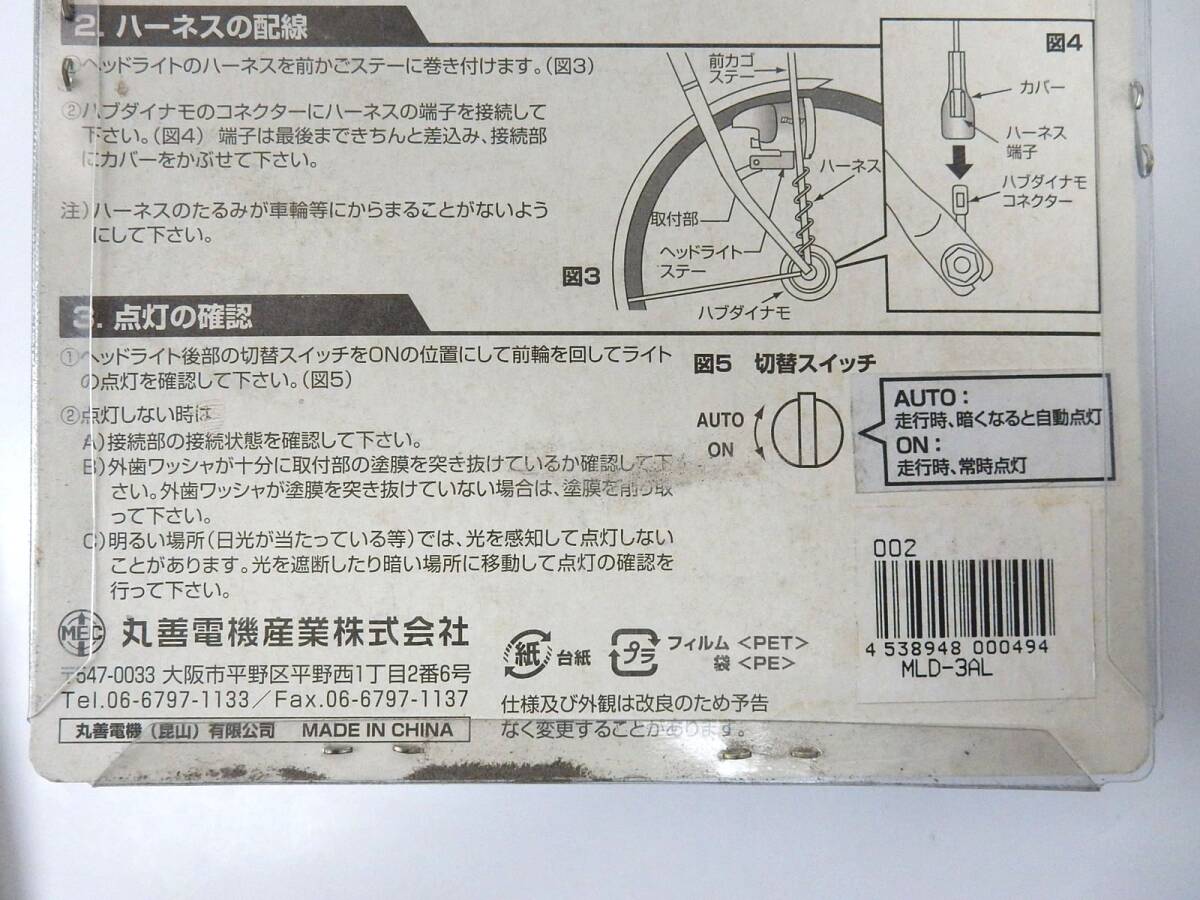 2. ハーネスの配線
①ヘッドライトのハーネスを前かごステーに巻き付けます。(図3)
②ハブダイナモのコネクターにハーネスの端子を接続して
下さい。(図4) 端子は最後まできちんと差込み、接続部
にカバーをかぶせて下さい。
注)ハーネスのたるみが車輪等にからまることがないよう
にして下さい。
前カゴ
ステー
ハーネス
取付部
ヘッドライト
ステー
図3
ハブダイナモ
図4
カバー
ハーネス
端子
ハブダイナモ
コネクター
3. 点灯の確認
①ヘッドライト後部の切替スイッチをONの位置にして前輪を回してライト
の点灯を確認して下さい。(図5)
②点灯しない時は
A)接続部の接続状態を確認して下さい。
B)外歯ワッシャが十分に取付部の塗膜を突き抜けているか確認して下
さい。外歯ワッシャが塗膜を突き抜けていない場合は、塗膜を削り取
って下さい。
C)明るい場所(日光が当たっている等)では、光を感知して点灯しない
ことがあります。光を遮断したり暗い場所に移動して点灯の確認を
行って下さい。
図5 切替スイッチ
AUTO
ON
AUTO:
走行時、暗くなると自動点灯
ON:
走行時、常時点灯
002
4 538948 000494
MLD-3AL
MEC 丸善電機産業株式会社
〒547-0033 大阪市平野区平野西1丁目2番6号
Tel.06-6797-1133/Fax.06-6797-1137
丸善電機(昆山)有限公司 MADE IN CHINA
紙 台紙
プラ フィルム <PET>
袋 <PE>
仕様及び外観は改良のため予告
なく変更することがあります。